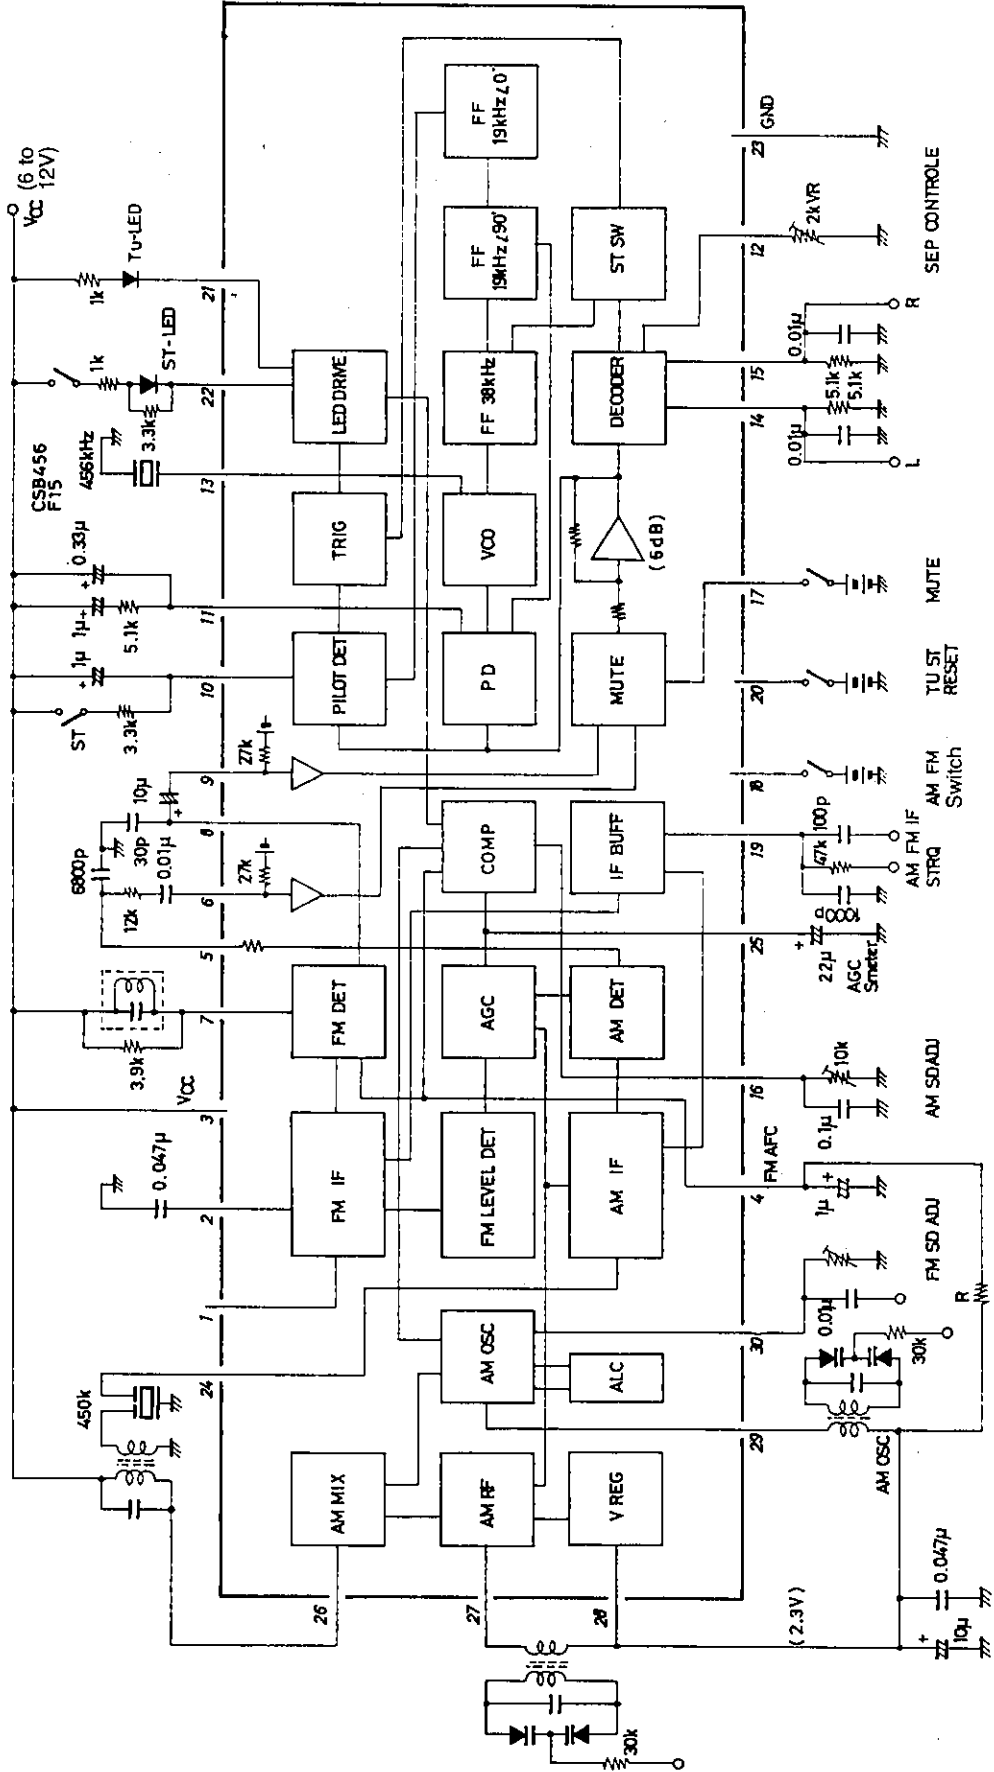 450k
0.047μ
VCC
3.9k
6800p
12k
0.01μ
30p
10μ
ST
3.3k
1μ
+
1μ+
5.1k
+
0.33μ
CSB456
F15
456kHz
3.3k
1k
ST-LED
1k
Tu-LED
VCC (6 to
12V)
26
24
1
2
3
7
5
6
8
9
10
11
13
22
21
27k
27k
AM MIX
FM IF
FM DET
PILOT DET
TRIG
LED DRIVE
27
AM RF
AM OSC
FM LEVEL DET
AGC
COMP
PD
VCO
FF 38kHz
FF
19kHz∠90°
FF
19kHz∠0°
28
V REG
ALC
AM IF
AM DET
IF BUFF
MUTE
(6dB)
DECODER
ST SW
30k
(2.3V)
29
30
4
FM AFC
16
25
19
18
20
17
14
15
12
23
GND
+
10μ
0.047μ
AM OSC
30k
0.01μ
R
FM SD ADJ
1μ
+
0.1μ
10k
AM SDADJ
22μ
+
AGC
Smeter
47k
100p
AM FM IF
STRQ
AM FM
Switch
TU ST
RESET
MUTE
L
0.01μ
5.1k
5.1k
0.01μ
R
2kVR
SEP CONTROLE